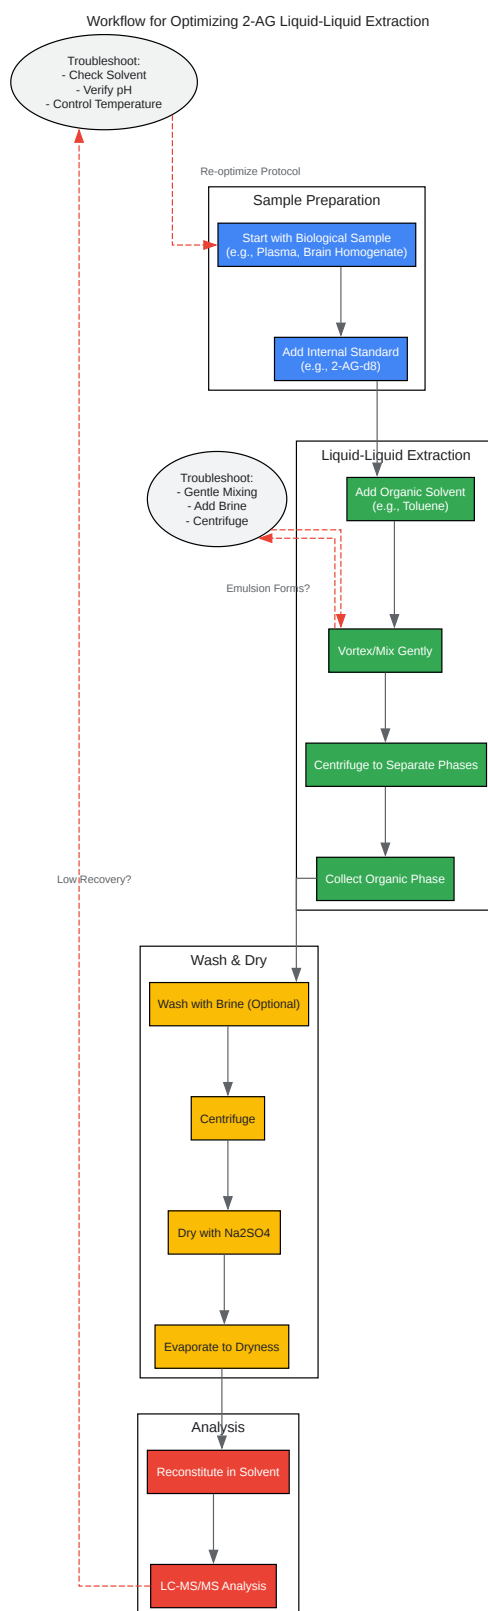 Workflow for Optimizing 2-AG Liquid-Liquid Extraction
Troubleshoot:
- Check Solvent
- Verify pH
- Control Temperature
Re-optimize Protocol
Sample Preparation
Start with Biological Sample
(e.g., Plasma, Brain Homogenate)
Add Internal Standard
(e.g., 2-AG-d8)
Liquid-Liquid Extraction
Troubleshoot:
- Gentle Mixing
- Add Brine
- Centrifuge
Add Organic Solvent
(e.g., Toluene)
Emulsion Forms?
Vortex/Mix Gently
Centrifuge to Separate Phases
Collect Organic Phase
Low Recovery?
Wash & Dry
Wash with Brine (Optional)
Centrifuge
Dry with Na2SO4
Evaporate to Dryness
Analysis
Reconstitute in Solvent
LC-MS/MS Analysis